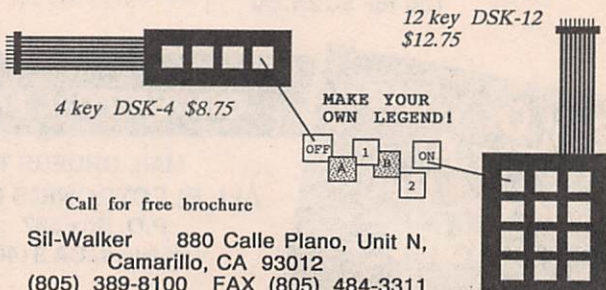 12 key DSK-12
$12.75
4 key DSK-4 $8.75
MAKE YOUR
OWN LEGEND!
OFF
A
1
B
ON
2
Call for free brochure
Sil-Walker 880 Calle Plano, Unit N,
Camarillo, CA 93012
(805) 389-8100 FAX (805) 484-3311